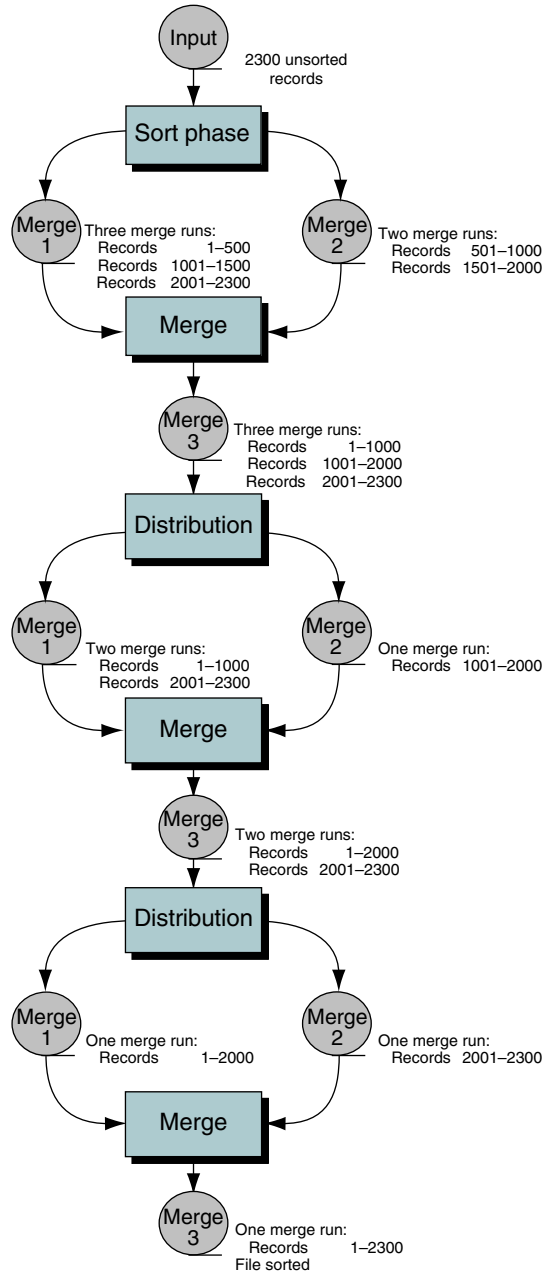 Input
2300 unsorted
records
Sort phase
Merge
1
Three merge runs:
Records 1–500
Records 1001–1500
Records 2001–2300
Merge
2
Two merge runs:
Records 501–1000
Records 1501–2000
Merge
Merge
3
Three merge runs:
Records 1–1000
Records 1001–2000
Records 2001–2300
Distribution
Merge
1
Two merge runs:
Records 1–1000
Records 2001–2300
Merge
2
One merge run:
Records 1001–2000
Merge
Merge
3
Two merge runs:
Records 1–2000
Records 2001–2300
Distribution
Merge
1
One merge run:
Records 1–2000
Merge
2
One merge run:
Records 2001–2300
Merge
Merge
3
One merge run:
Records 1–2300
File sorted